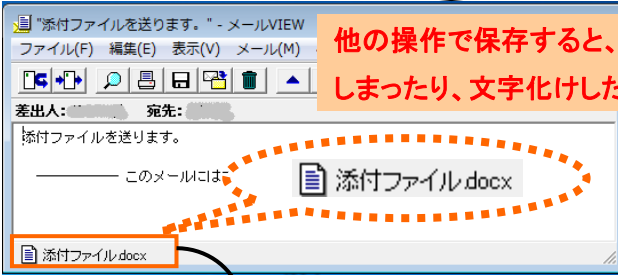 "添付ファイルを送ります。" - メールVIEW
ファイル(F) 編集(E) 表示(V) メール(M)
他の操作で保存すると、
しまったり、文字化けした
差出人: 宛先:
添付ファイルを送ります。
このメールには
添付ファイル.docx
添付ファイル.docx